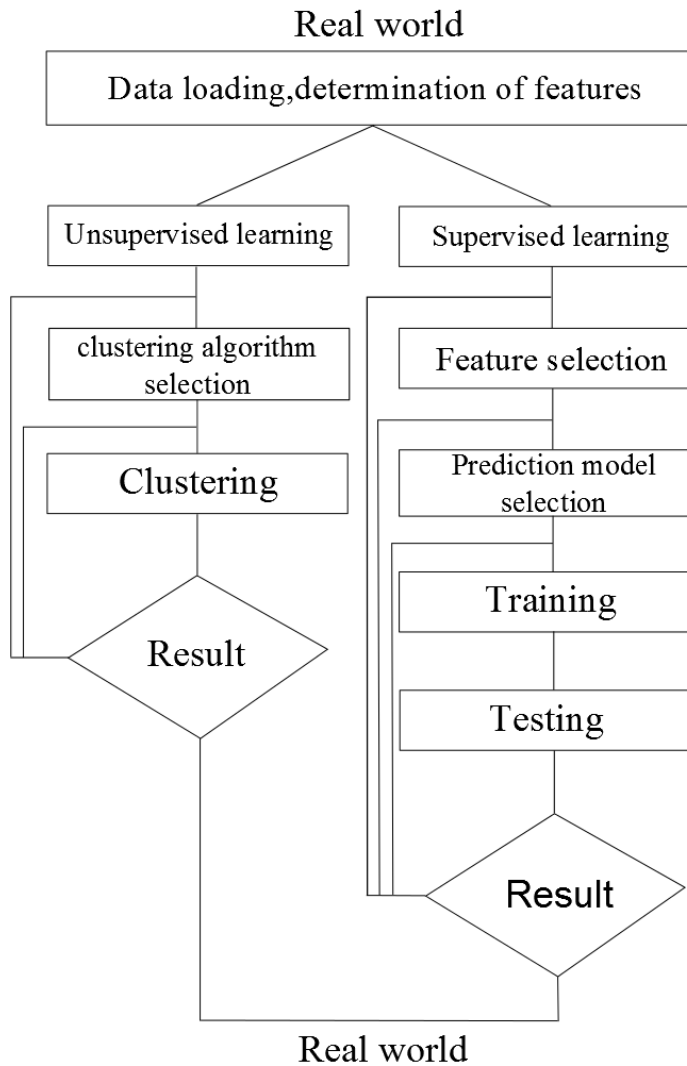 Real world
Data loading,determination of features
Unsupervised learning
Supervised learning
clustering algorithm
selection
Feature selection
Clustering
Prediction model
selection
Training
Result
Testing
Result
Real world